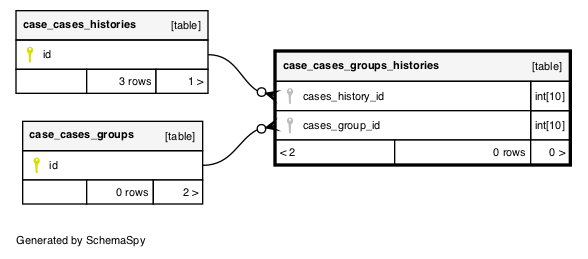 case_cases_histories [table]
id
3 rows 1 >
case_cases_groups_histories [table]
cases_history_id int[10]
cases_group_id int[10]
< 2 0 rows 0 >
case_cases_groups [table]
id
0 rows 2 >
Generated by SchemaSpy